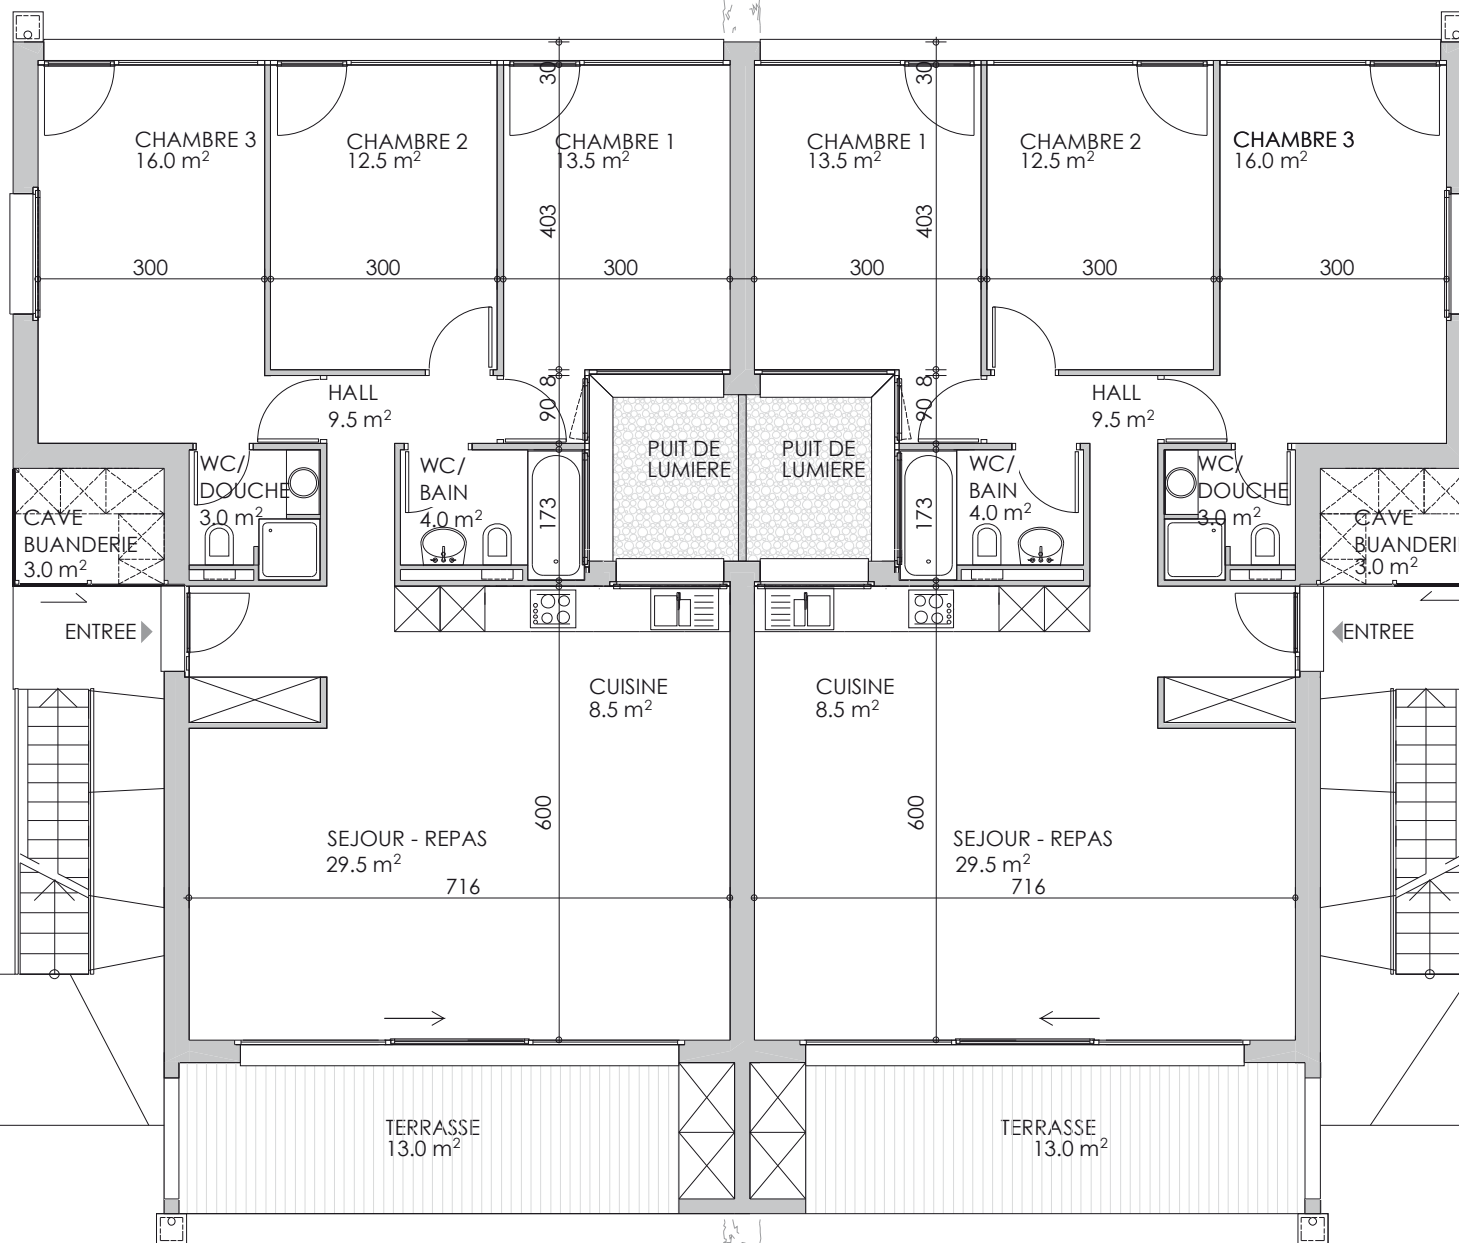 30
30
CHAMBRE 3
16.0 m²
CHAMBRE 2
12.5 m²
CHAMBRE 1
13.5 m²
CHAMBRE 1
13.5 m²
CHAMBRE 2
12.5 m²
CHAMBRE 3
16.0 m²
403
403
300
300
300
300
300
300
8
8
90
90
HALL
9.5 m²
HALL
9.5 m²
PUIT DE
LUMIERE
PUIT DE
LUMIERE
WC/
DOUCHE
3.0 m²
WC/
BAIN
4.0 m²
173
173
WC/
BAIN
4.0 m²
WC/
DOUCHE
3.0 m²
CAVE
BUANDERIE
3.0 m²
CAVE
BUANDERIE
3.0 m²
ENTREE
ENTREE
CUISINE
8.5 m²
CUISINE
8.5 m²
600
600
SEJOUR - REPAS
29.5 m²
SEJOUR - REPAS
29.5 m²
716
716
TERRASSE
13.0 m²
TERRASSE
13.0 m²